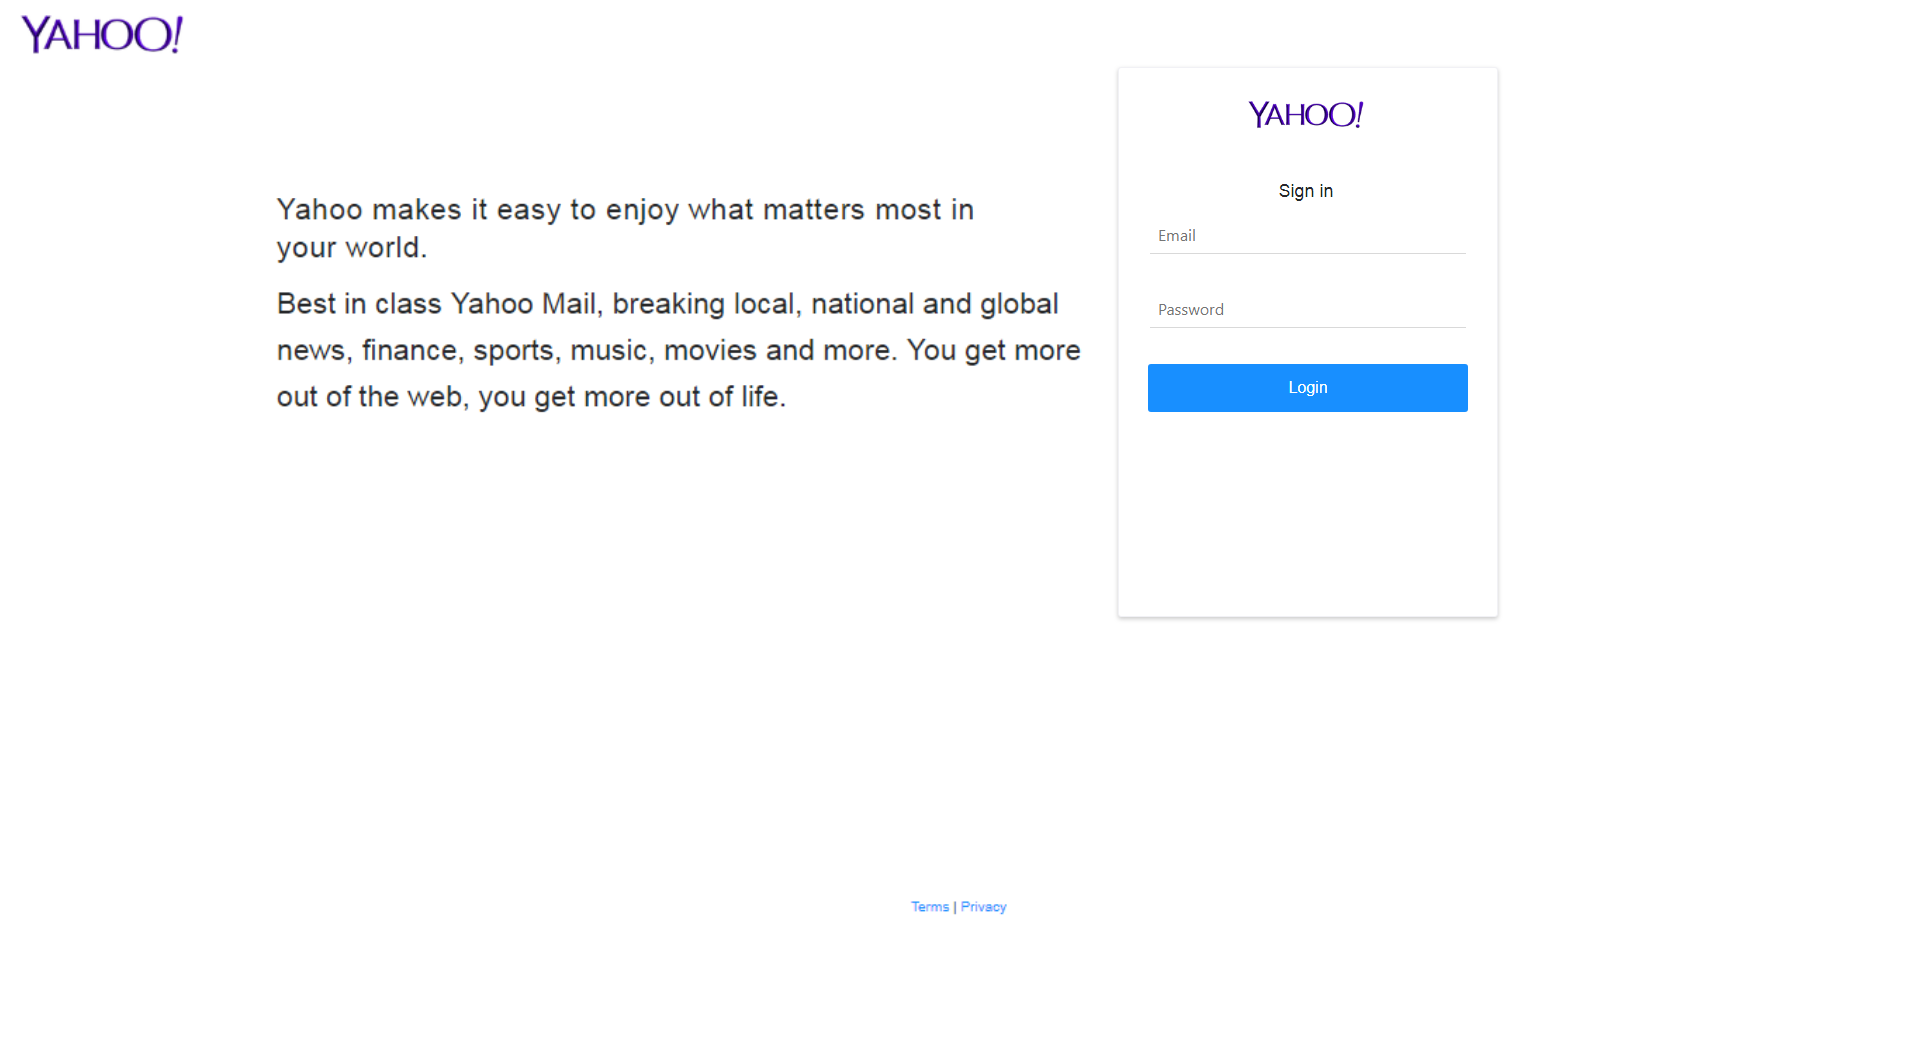 YAHOO!
YAHOO!
Sign in
Email
Password
Login
Yahoo makes it easy to enjoy what matters most in
your world.
Best in class Yahoo Mail, breaking local, national and global
news, finance, sports, music, movies and more. You get more
out of the web, you get more out of life.
Terms | Privacy